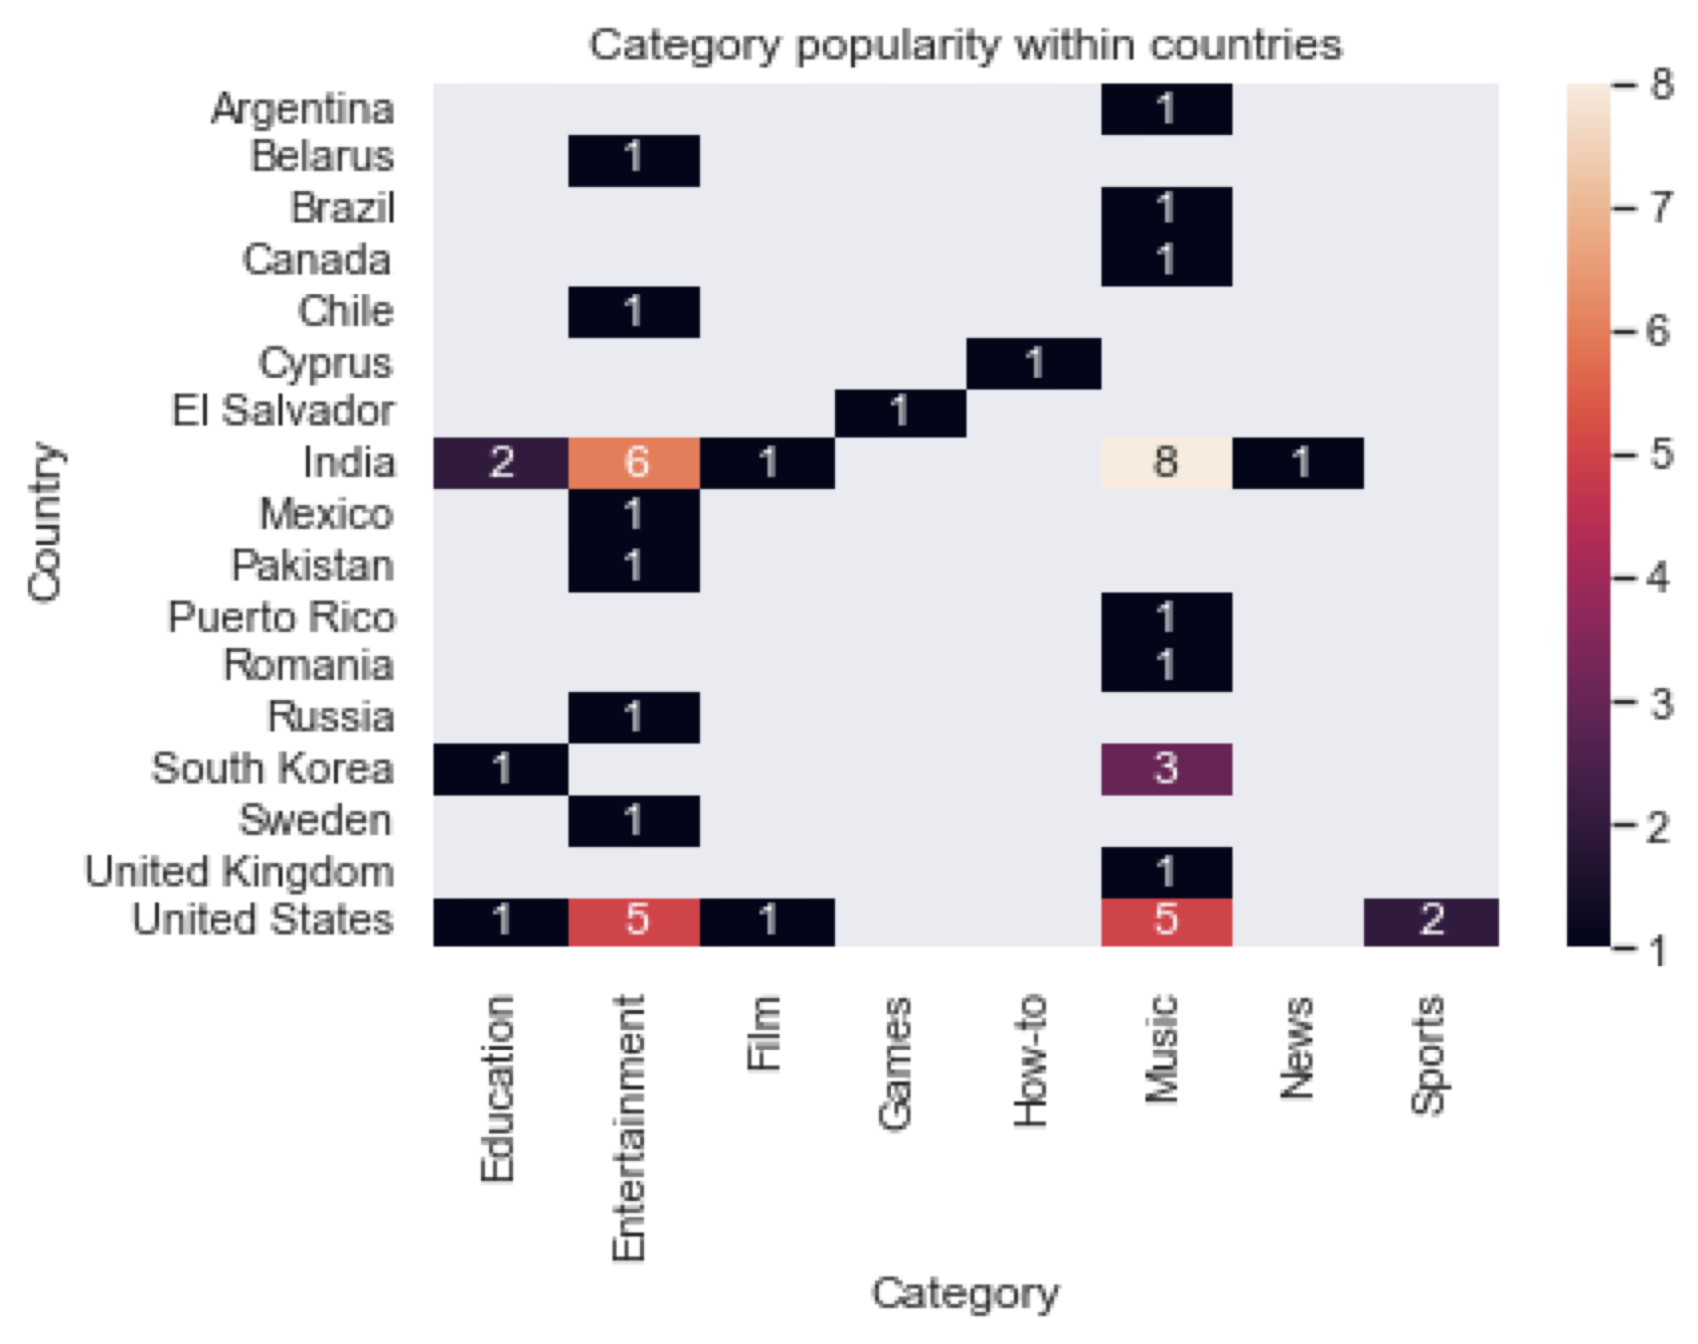 Category popularity within countries
Argentina 1
Belarus 1
Brazil 1
Canada 1
Chile 1
Cyprus 1
El Salvador 1
India 2 6 1 8 1
Mexico 1
Pakistan 1
Puerto Rico 1
Romania 1
Russia 1
South Korea 1 3
Sweden 1
United Kingdom 1
United States 1 5 1 5 2
Country
Education
Entertainment
Film
Games
How-to
Music
News
Sports
Category
8
7
6
5
4
3
2
1